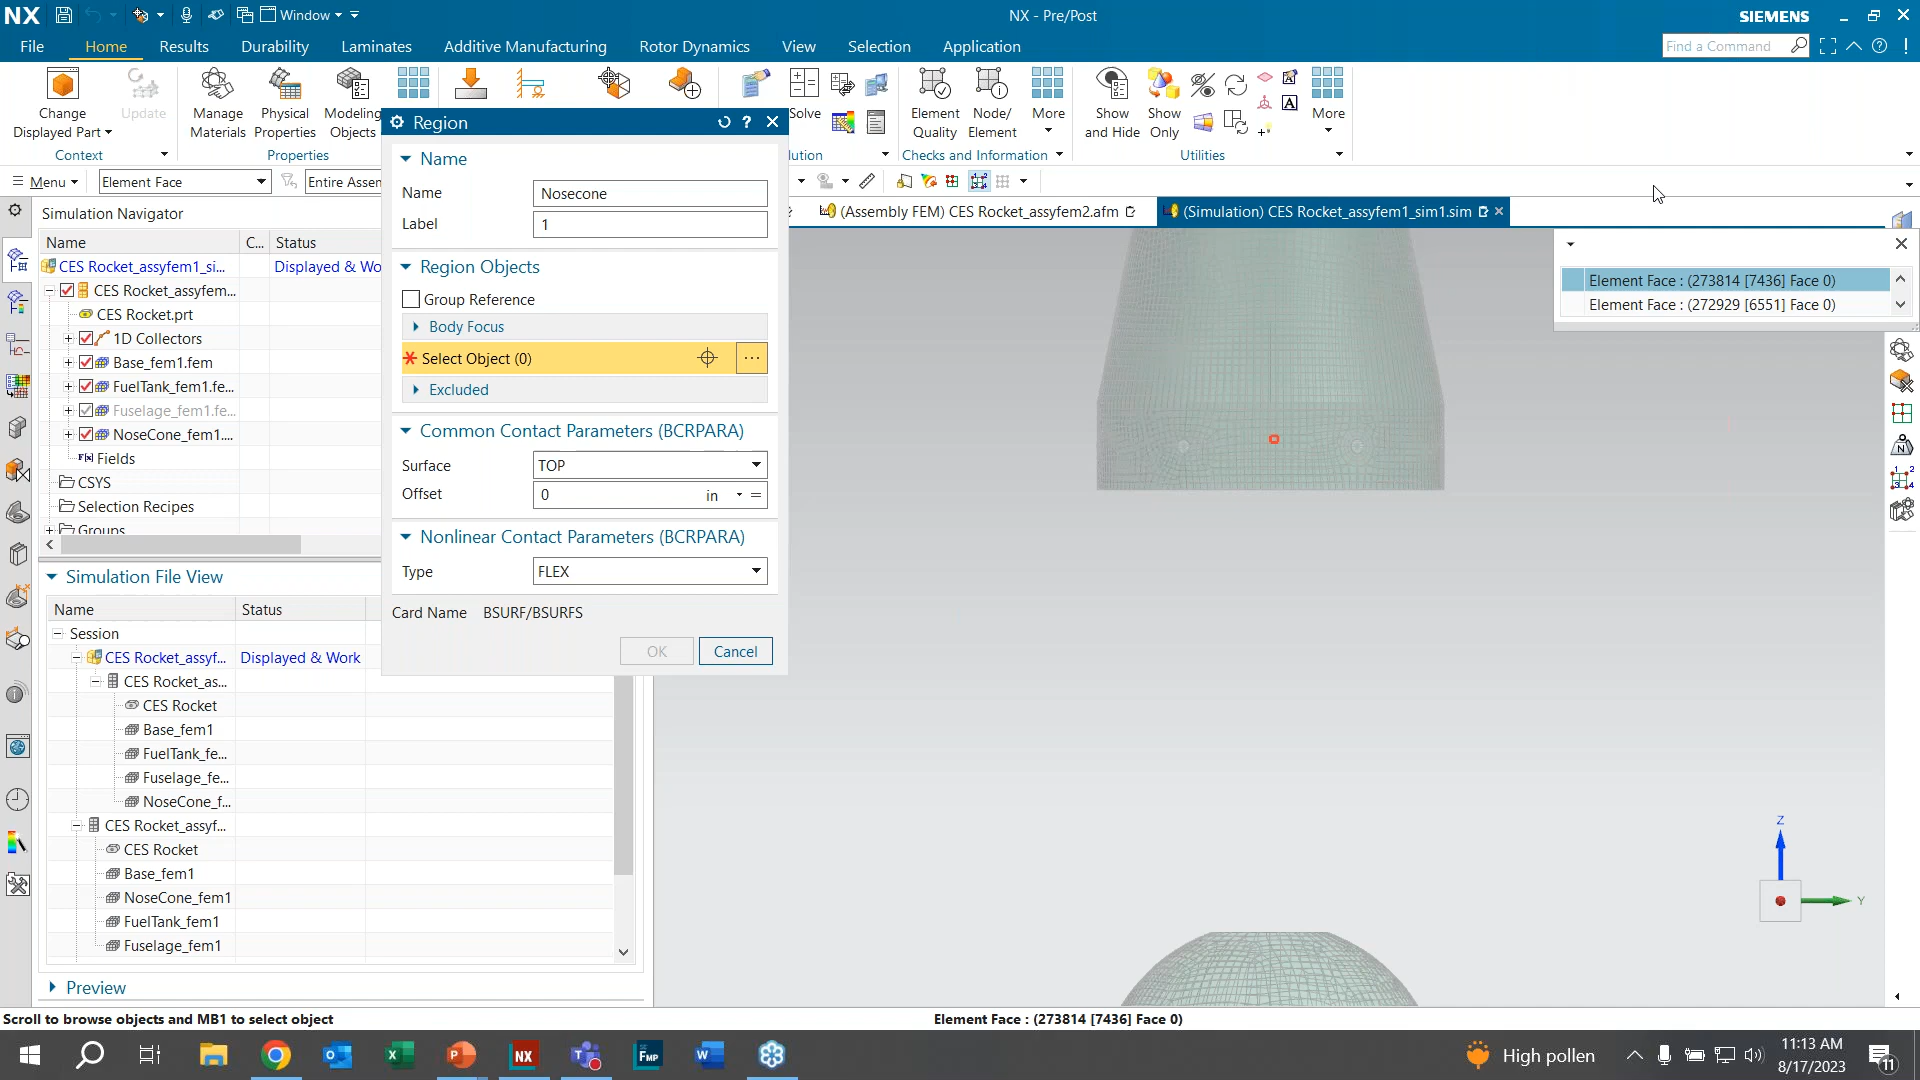 NX
Window
NX - Pre/Post
SIEMENS
File
Home
Results
Durability
Laminates
Additive Manufacturing
Rotor Dynamics
View
Selection
Application
Find a Command
Change
Displayed Part
Update
Manage
Materials
Physical
Properties
Modeling
Objects
Solve
Element
Quality
Node/
Element
More
Show
and Hide
Show
Only
More
Context
Properties
lution
Checks and Information
Utilities
Menu
Element Face
Entire Assen
(Assembly FEM) CES Rocket_assyfem2.afm
(Simulation) CES Rocket_assyfem1_sim1.sim
Simulation Navigator
Name
C...
Status
CES Rocket_assyfem1_si...
Displayed & Wo
CES Rocket_assyfem...
CES Rocket.prt
1D Collectors
Base_fem1.fem
FuelTank_fem1.fe...
Fuselage_fem1.fe...
NoseCone_fem1....
Fields
CSYS
Selection Recipes
Groups
Region
Name
Name
Nosecone
Label
1
Region Objects
Group Reference
Body Focus
Select Object (0)
Excluded
Common Contact Parameters (BCRPARA)
Surface
TOP
Offset
0
in
Nonlinear Contact Parameters (BCRPARA)
Type
FLEX
Card Name BSURF/BSURFS
OK
Cancel
Element Face : (273814 [7436] Face 0)
Element Face : (272929 [6551] Face 0)
Simulation File View
Name
Status
Session
CES Rocket_assyf...
Displayed & Work
CES Rocket_as...
CES Rocket
Base_fem1
FuelTank_fe...
Fuselage_fe...
NoseCone_f...
CES Rocket_assyf...
CES Rocket
Base_fem1
NoseCone_fem1
FuelTank_fem1
Fuselage_fem1
Preview
Z
Y
Scroll to browse objects and MB1 to select object
Element Face : (273814 [7436] Face 0)
High pollen
11:13 AM
8/17/2023
11